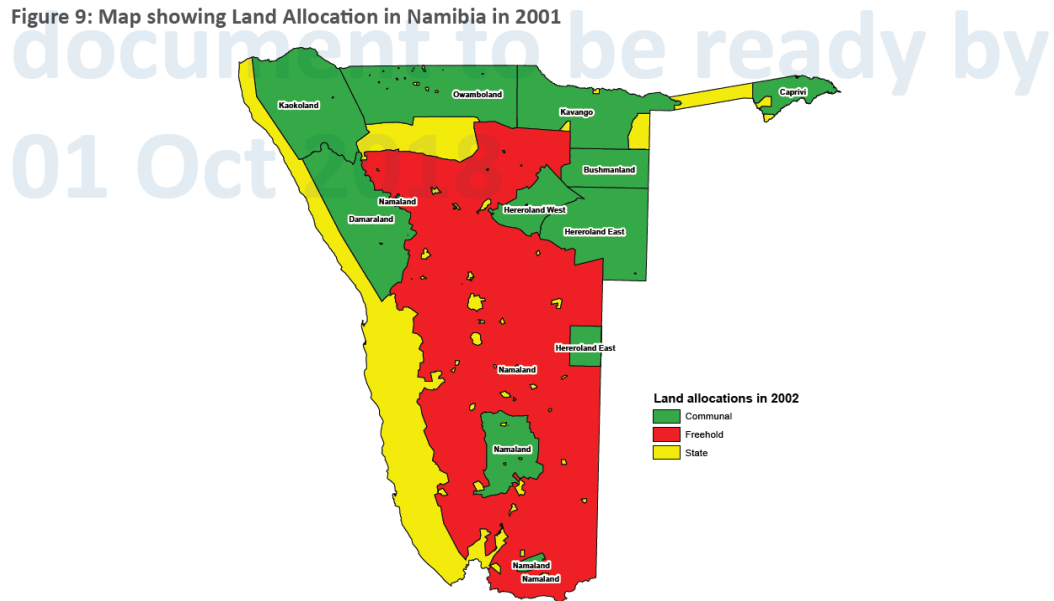 Figure 9: Map showing Land Allocation in Namibia in 2001
document to be ready by
01 Oct 2018
Caprivi
Owamboland
Kaokoland
Kavango
Bushmanland
Namaland
Hereroland West
Damaraland
Hereroland East
Hereroland East
Namaland
Land allocations in 2002
Communal
Freehold
State
Namaland
Namaland
Namaland